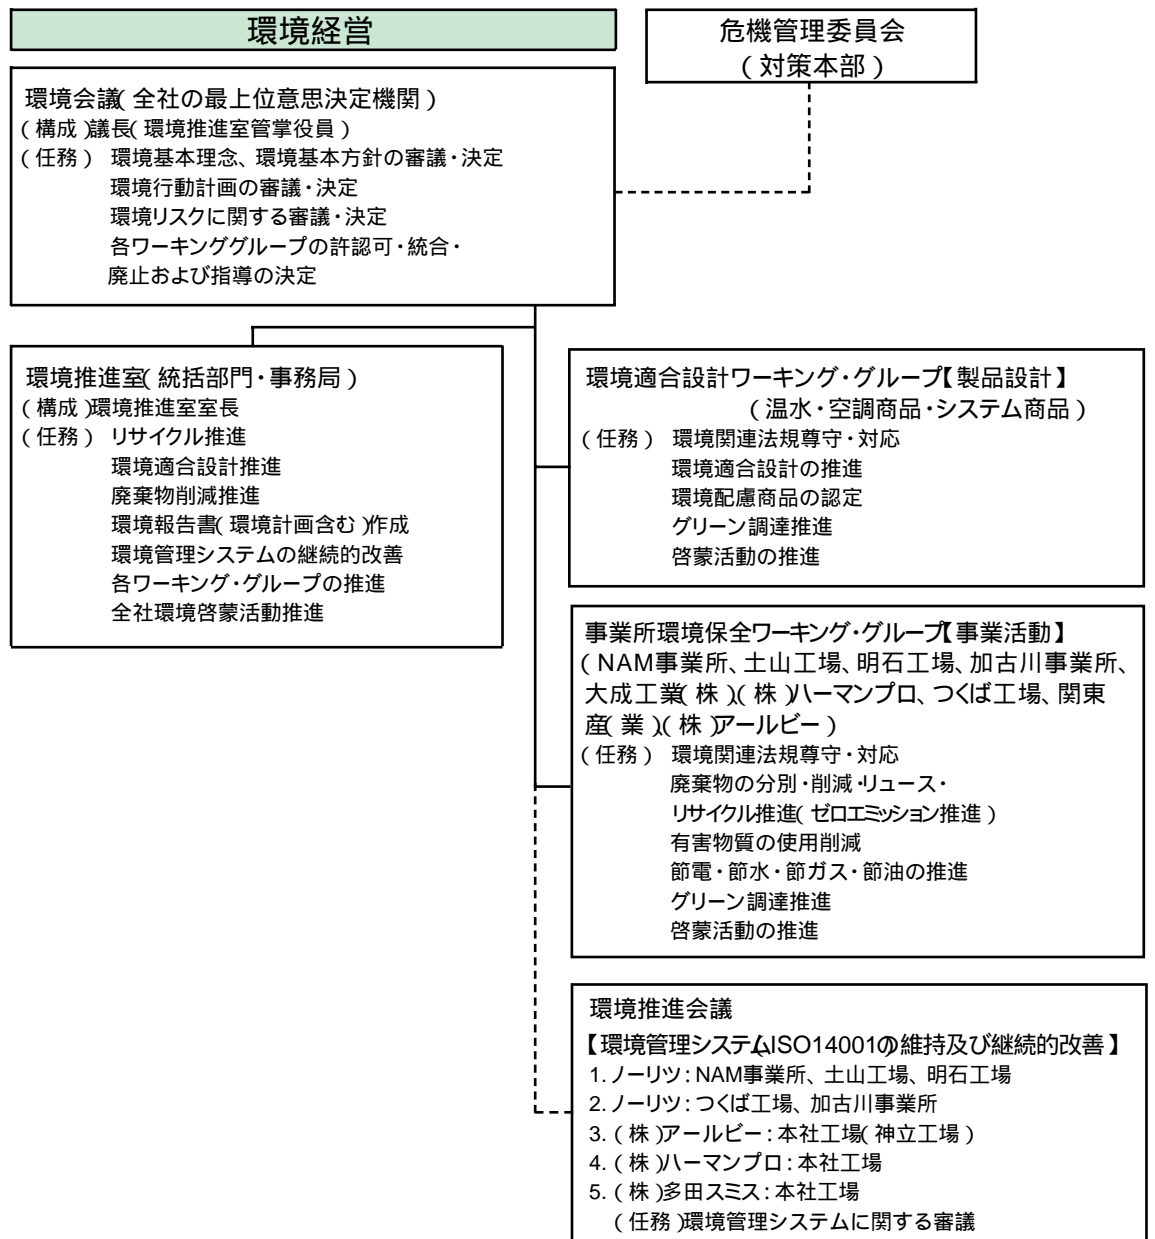 環境経営
危機管理委員会
(対策本部)
環境会議(全社の最上位意思決定機関)
(構成)議長(環境推進室管掌役員)
(任務) 環境基本理念、環境基本方針の審議・決定
環境行動計画の審議・決定
環境リスクに関する審議・決定
各ワーキンググループの許認可・統合・
廃止および指導の決定
環境推進室(統括部門・事務局)
(構成)環境推進室室長
(任務) リサイクル推進
環境適合設計推進
廃棄物削減推進
環境報告書(環境計画含む)作成
環境管理システムの継続的改善
各ワーキング・グループの推進
全社環境啓蒙活動推進
環境適合設計ワーキング・グループ【製品設計】
(温水・空調商品・システム商品)
(任務) 環境関連法規尊守・対応
環境適合設計の推進
環境配慮商品の認定
グリーン調達推進
啓蒙活動の推進
事業所環境保全ワーキング・グループ【事業活動】
(NAM事業所、土山工場、明石工場、加古川事業所、
大成工業(株)(株)ハーマンプロ、つくば工場、関東
産(業)(株)アールビー)
(任務) 環境関連法規尊守・対応
廃棄物の分別・削減・リュース・
リサイクル推進(ゼロエミッション推進)
有害物質の使用削減
節電・節水・節ガス・節油の推進
グリーン調達推進
啓蒙活動の推進
環境推進会議
【環境管理システムISO14001の維持及び継続的改善】
1. ノーリツ:NAM事業所、土山工場、明石工場
2. ノーリツ:つくば工場、加古川事業所
3. (株)アールビー:本社工場(神立工場)
4. (株)ハーマンプロ:本社工場
5. (株)多田スミス:本社工場
(任務)環境管理システムに関する審議